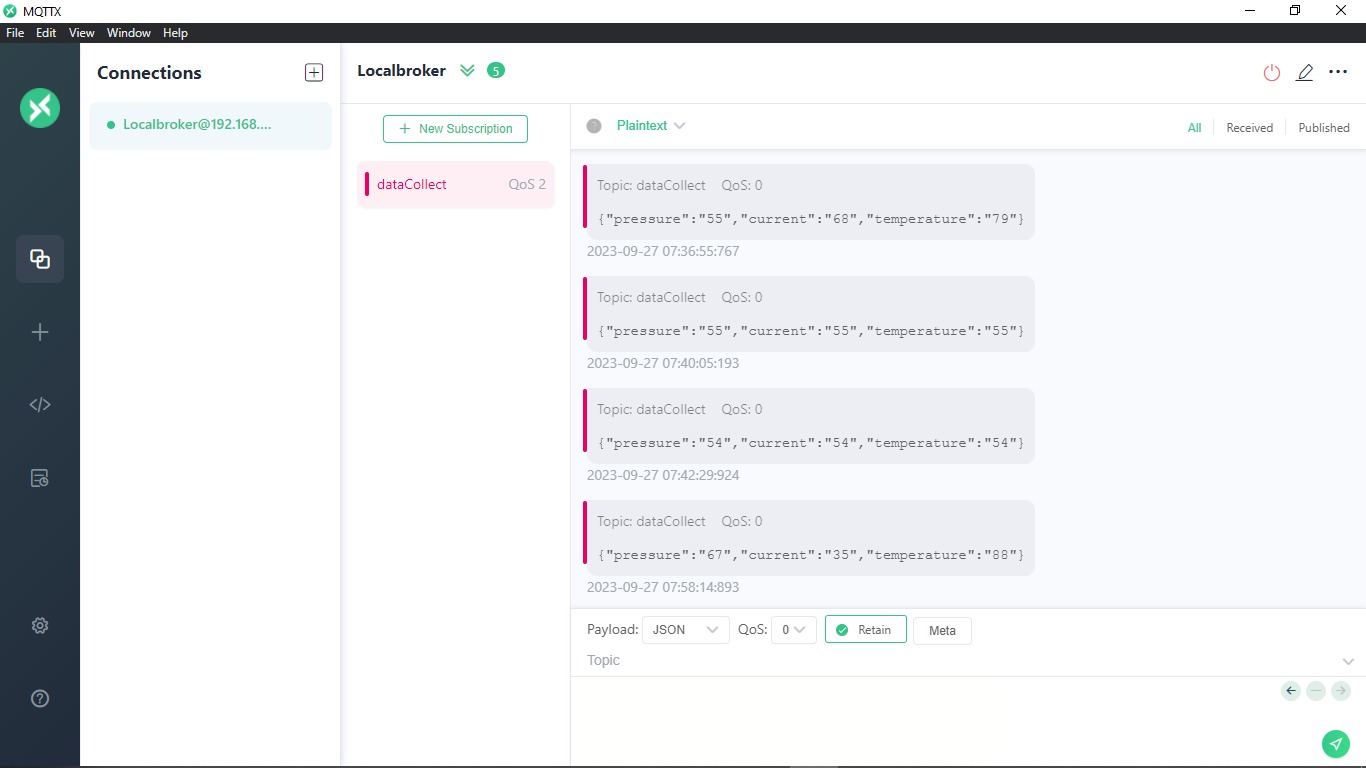 MQTTX
File Edit View Window Help
Connections
Localbroker@192.168....
Localbroker 5
New Subscription
dataCollect QoS 2
Plaintext
All Received Published
Topic: dataCollect QoS: 0
{"pressure":"55","current":"68","temperature":"79"}
2023-09-27 07:36:55:767
Topic: dataCollect QoS: 0
{"pressure":"55","current":"55","temperature":"55"}
2023-09-27 07:40:05:193
Topic: dataCollect QoS: 0
{"pressure":"54","current":"54","temperature":"54"}
2023-09-27 07:42:29:924
Topic: dataCollect QoS: 0
{"pressure":"67","current":"35","temperature":"88"}
2023-09-27 07:58:14:893
Payload: JSON QoS: 0 Retain Meta
Topic